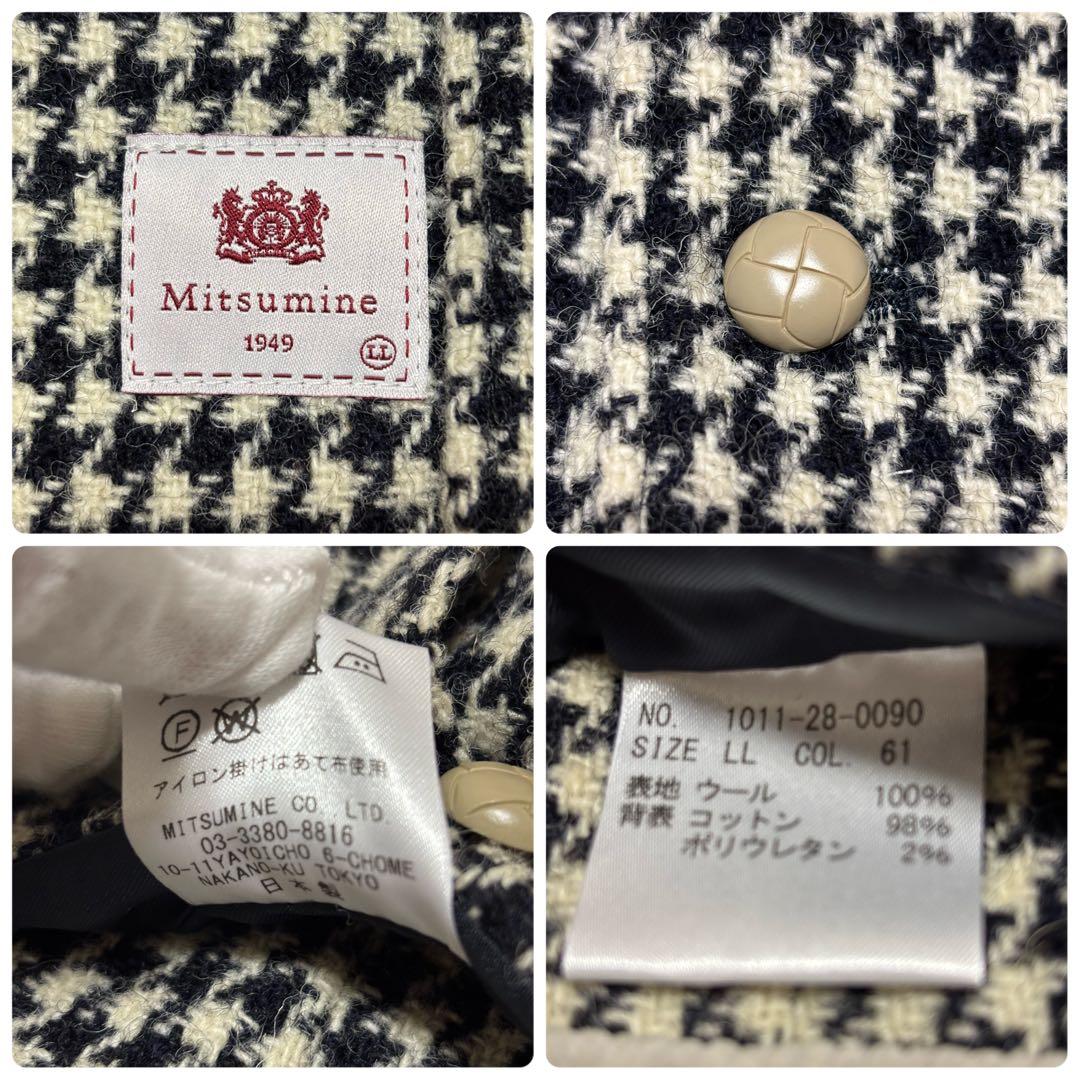 Mitsumine
1949
LL
F
W
アイロン掛けはあて布使用
MITSUMINE CO. LTD.
03-3380-8816
10-11YAYOICHO 6-CHOME
NAKANO-KU TOKYO
日本製
NO. 1011-28-0090
SIZE LL COL. 61
表地 ウール 100%
背表 コットン 98%
ポリウレタン 2%